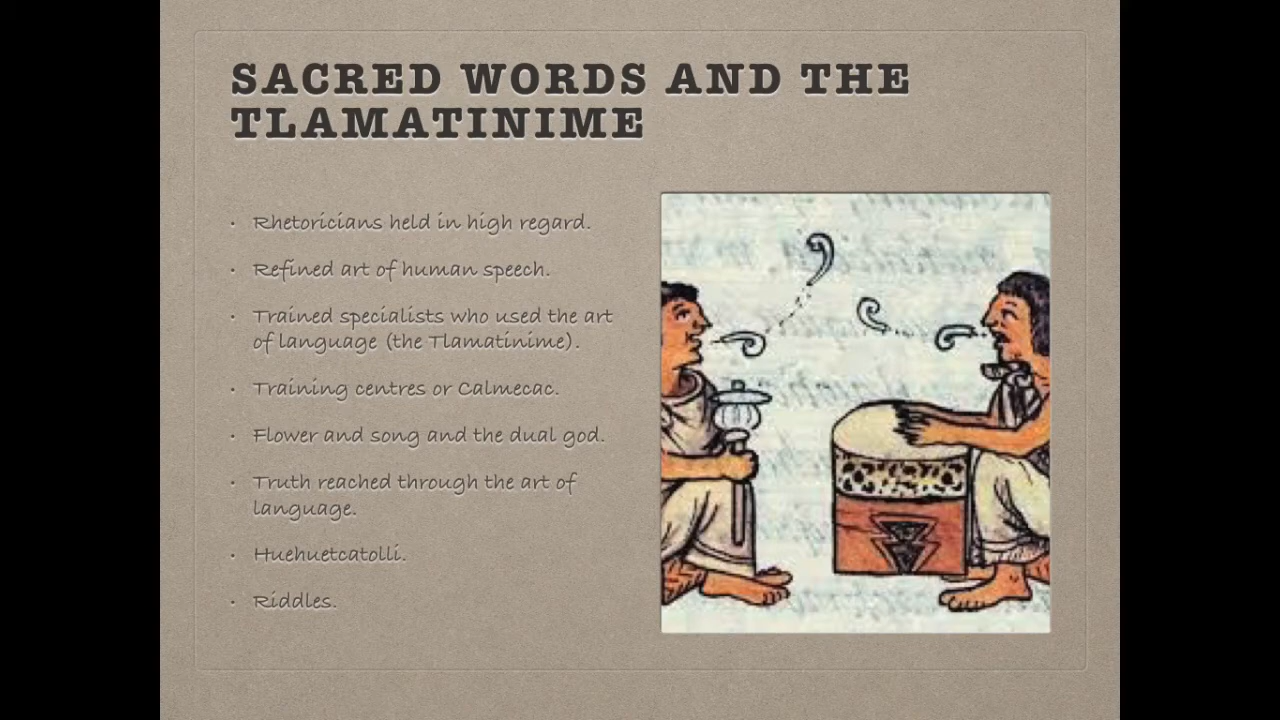 SACRED WORDS AND THE
TLAMATINIME
• Rhetoricians held in high regard.
• Refined art of human speech.
• Trained specialists who used the art
of language (the Tlamatinime).
• Training centres or Calmecac.
• Flower and song and the dual god.
• Truth reached through the art of
language.
• Huehuetcatolli.
• Riddles.